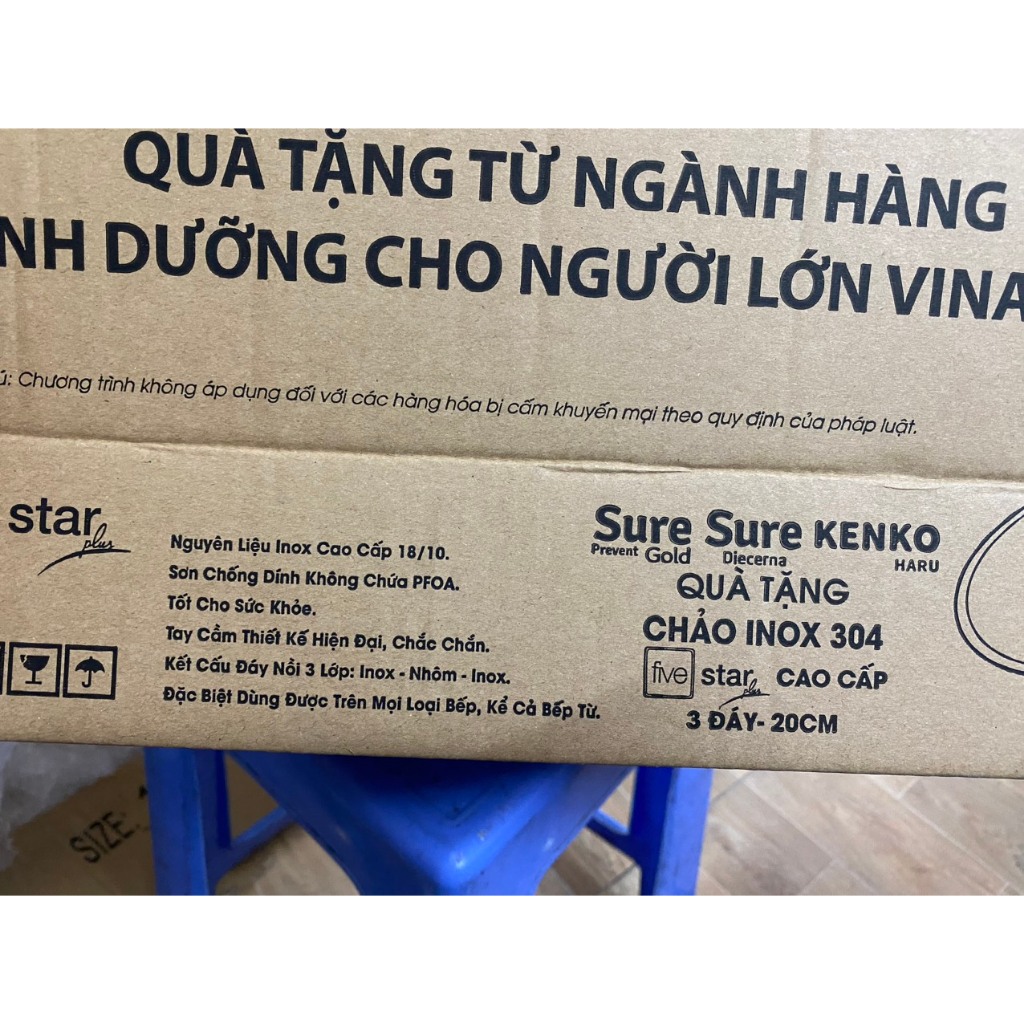 QUÀ TẶNG TỪ NGÀNH HÀNG
NH DƯỠNG CHO NGƯỜI LỚN VINA
ú: Chương trình không áp dụng đối với các hàng hóa bị cấm khuyến mại theo quy định của pháp luật.
star plus
Nguyên Liệu Inox Cao Cấp 18/10.
Sơn Chống Dính Không Chứa PFOA.
Tốt Cho Sức Khỏe.
Tay Cầm Thiết Kế Hiện Đại, Chắc Chắn.
Kết Cấu Đáy Nồi 3 Lớp: Inox - Nhôm - Inox.
Đặc Biệt Dùng Được Trên Mọi Loại Bếp, Kể Cả Bếp Từ.
Sure Sure KENKO
Prevent Gold Diecerna HARU
QUÀ TẶNG
CHẢO INOX 304
five star plus CAO CẤP
3 ĐÁY- 20CM
SIZE: